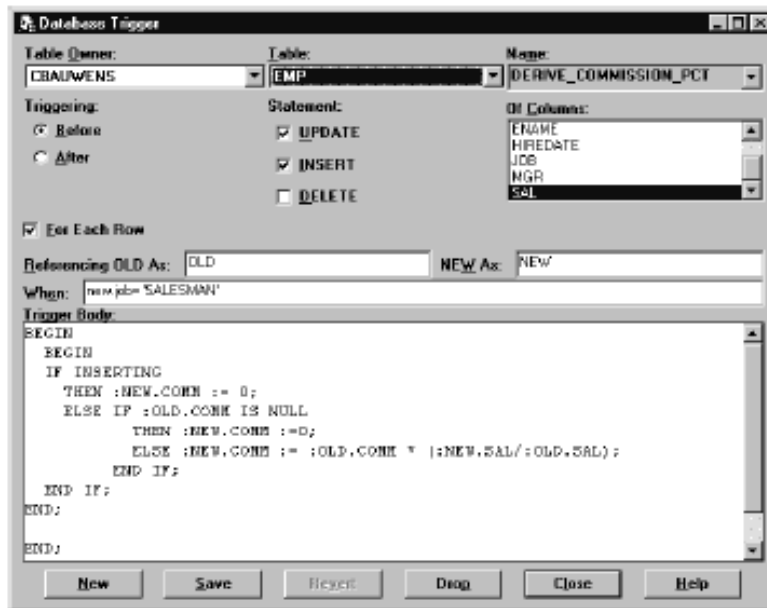 Database Trigger
Table Owner: Table: Name:
CBAUWENS EMP DERIVE_COMMISSION_PCT
Triggering: Statement: Of Columns:
Before UPDATE ENAME
HIREDATE
After INSERT JOB
MGR
DELETE SAL
For Each Row
Referencing OLD As: OLD NEW As: NEW
When: new.job= 'SALESMAN'
Trigger Body:
BEGIN
BEGIN
IF INSERTING
THEN :NEW.COMM := 0;
ELSE IF :OLD.COMM IS NULL
THEN :NEW.COMM :=0;
ELSE :NEW.COMM := :OLD.COMM * (:NEW.SAL/:OLD.SAL);
END IF;
END IF;
END;
END;
New Save Revert Drop Close Help